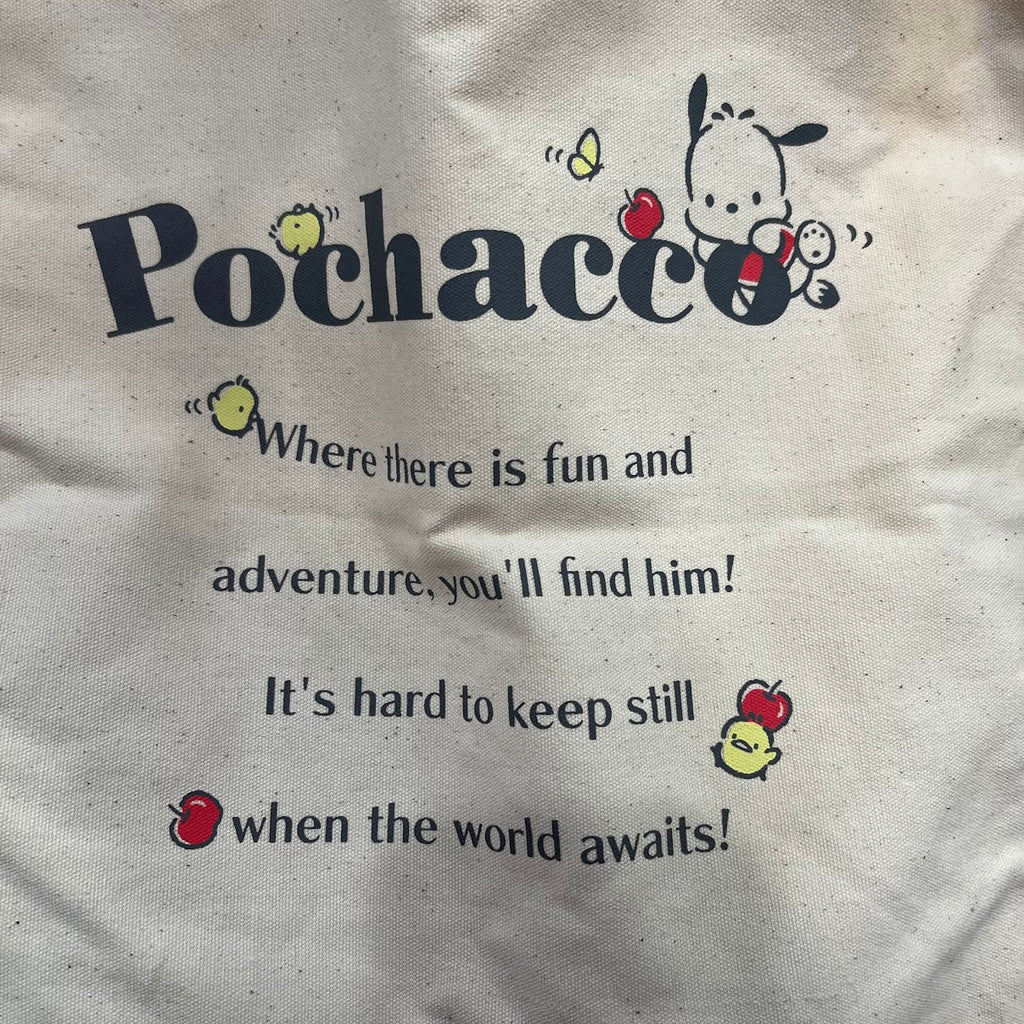 Pochacco
Where there is fun and
adventure, you'll find him!
It's hard to keep still
when the world awaits!